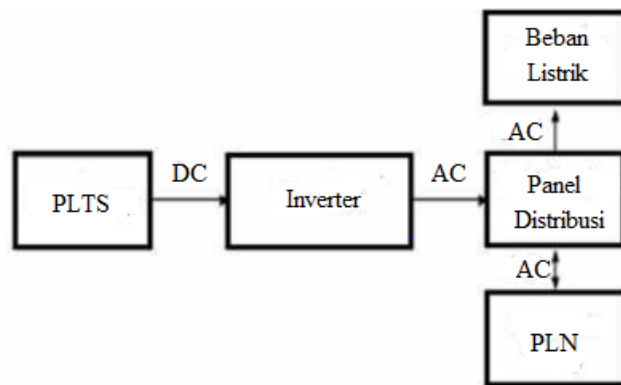 Beban
Listrik
AC
PLTS
DC
Inverter
AC
Panel
Distribusi
AC
PLN